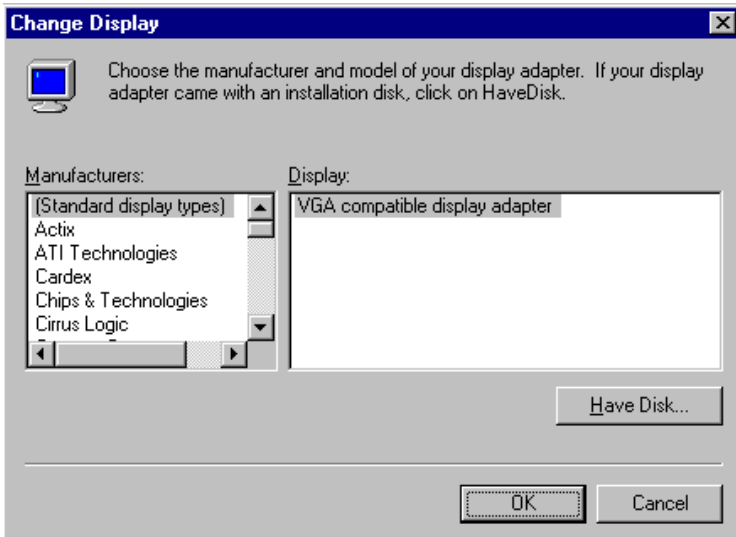 Change Display
Choose the manufacturer and model of your display adapter. If your display
adapter came with an installation disk, click on HaveDisk.
Manufacturers:
(Standard display types)
Actix
ATI Technologies
Cardex
Chips & Technologies
Cirrus Logic
Display:
VGA compatible display adapter
Have Disk...
OK
Cancel